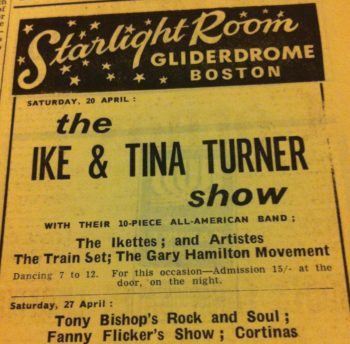 Starlight Room
GLIDERDROME
BOSTON
SATURDAY, 20 APRIL :
the
IKE & TINA TURNER
show
WITH THEIR 10-PIECE ALL-AMERICAN BAND ;
The Ikettes ; and Artistes
The Train Set; The Gary Hamilton Movement
Dancing 7 to 12. For this occasion—Admission 15/- at the
door, on the night.
Saturday, 27 April :
Tony Bishop's Rock and Soul ;
Fanny Flicker's Show ; Cortinas